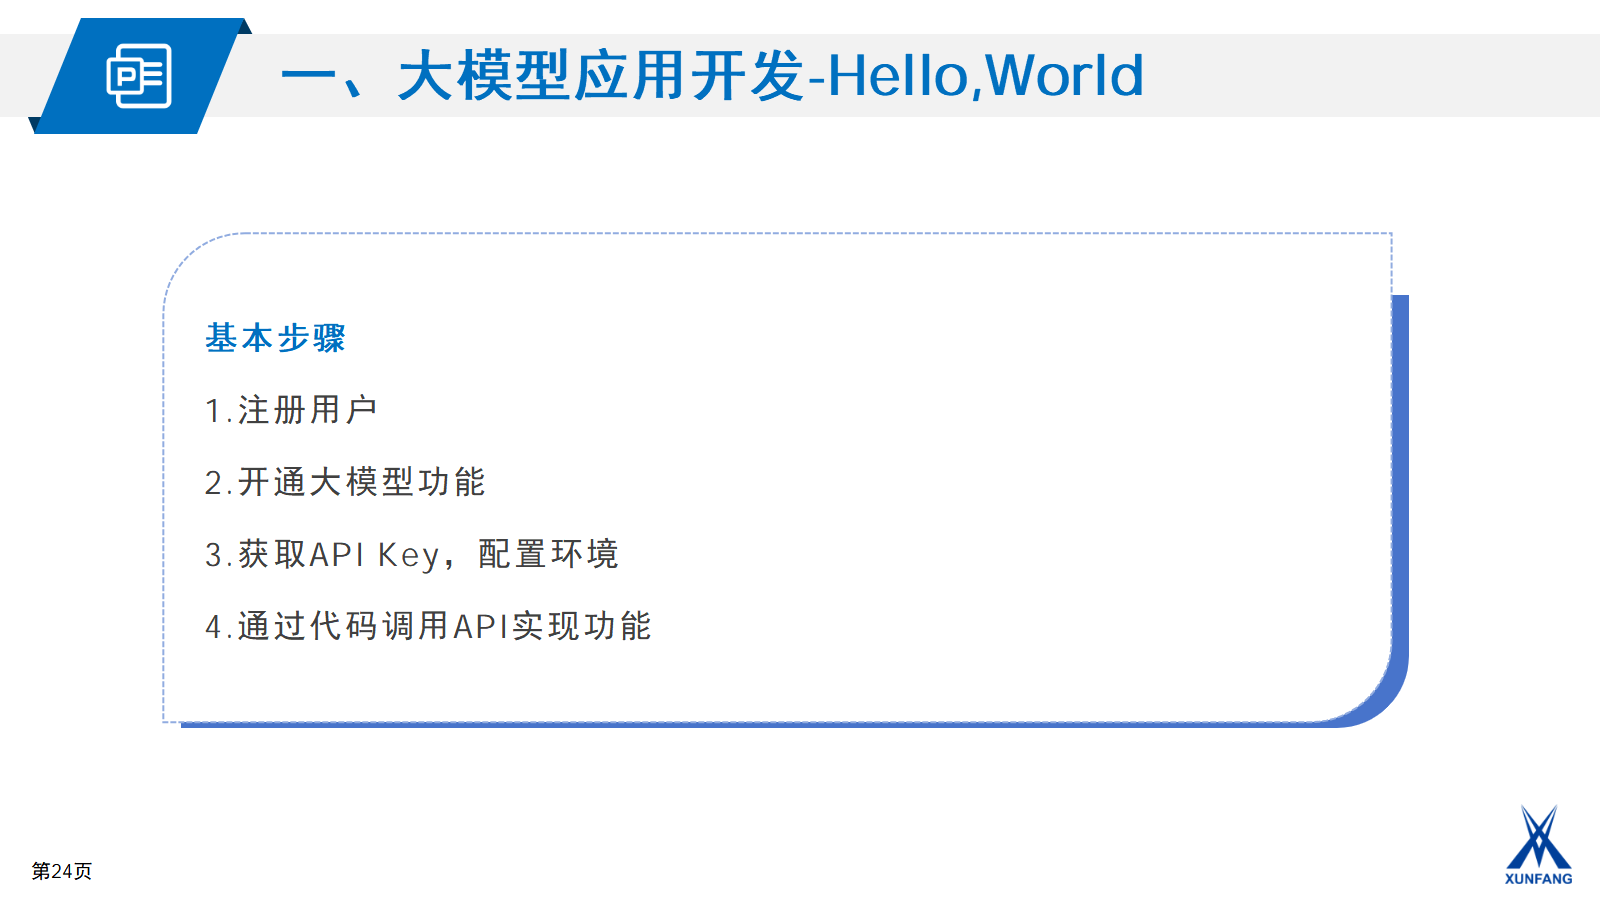 一、大模型应用开发-Hello,World
基本步骤
1.注册用户
2.开通大模型功能
3.获取API Key，配置环境
4.通过代码调用API实现功能
第24页
XUNFANG